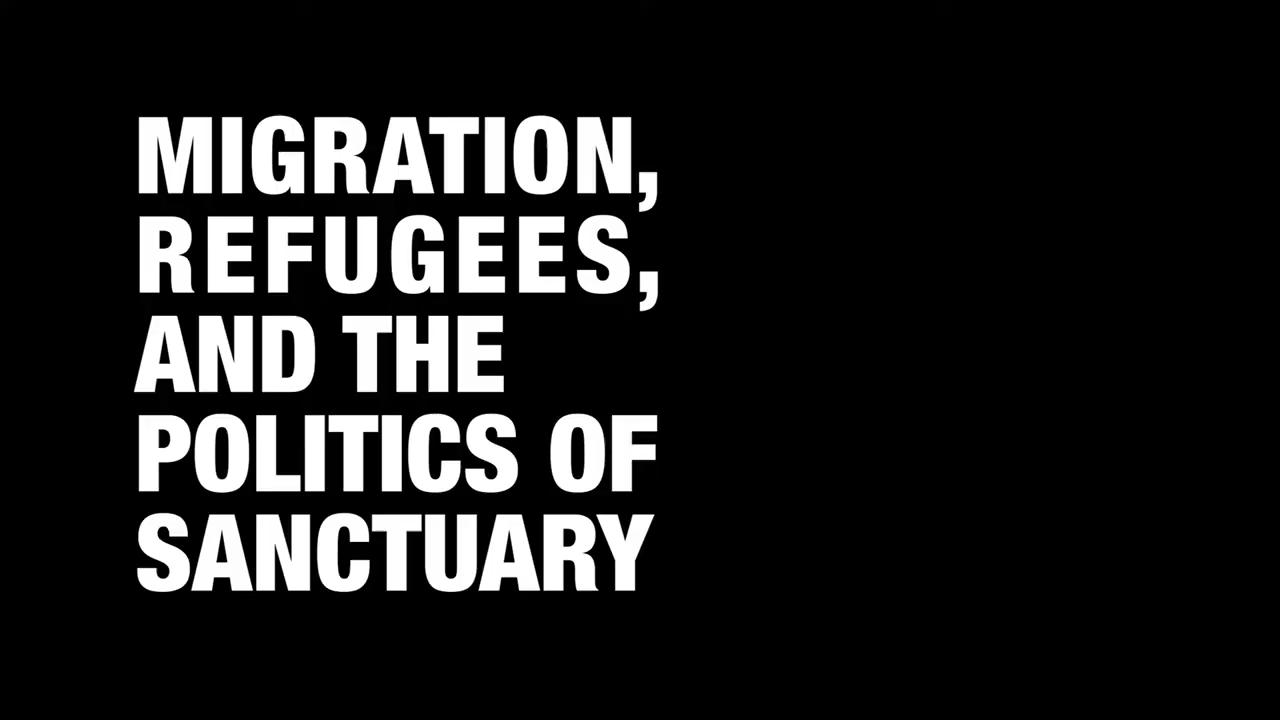 MIGRATION,
REFUGEES,
AND THE
POLITICS OF
SANCTUARY